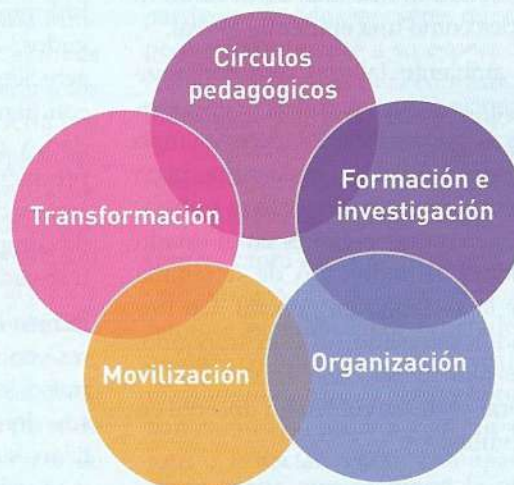 Círculos
pedagógicos
Formación e
investigación
Organización
Movilización
Transformación